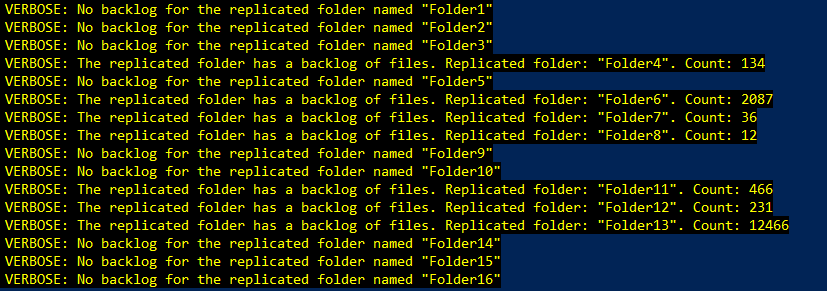 VERBOSE: No backlog for the replicated folder named "Folder1"
VERBOSE: No backlog for the replicated folder named "Folder2"
VERBOSE: No backlog for the replicated folder named "Folder3"
VERBOSE: The replicated folder has a backlog of files. Replicated folder: "Folder4". Count: 134
VERBOSE: No backlog for the replicated folder named "Folder5"
VERBOSE: The replicated folder has a backlog of files. Replicated folder: "Folder6". Count: 2087
VERBOSE: The replicated folder has a backlog of files. Replicated folder: "Folder7". Count: 36
VERBOSE: The replicated folder has a backlog of files. Replicated folder: "Folder8". Count: 12
VERBOSE: No backlog for the replicated folder named "Folder9"
VERBOSE: No backlog for the replicated folder named "Folder10"
VERBOSE: The replicated folder has a backlog of files. Replicated folder: "Folder11". Count: 466
VERBOSE: The replicated folder has a backlog of files. Replicated folder: "Folder12". Count: 231
VERBOSE: The replicated folder has a backlog of files. Replicated folder: "Folder13". Count: 12466
VERBOSE: No backlog for the replicated folder named "Folder14"
VERBOSE: No backlog for the replicated folder named "Folder15"
VERBOSE: No backlog for the replicated folder named "Folder16"